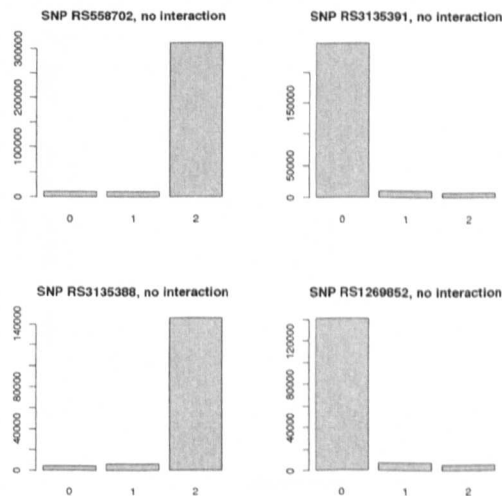 SNP RS558702, no interaction
300000
200000
100000
0
0 1 2
SNP RS3135391, no interaction
150000
50000
0
0 1 2
SNP RS3135388, no interaction
140000
80000
40000
0
0 1 2
SNP RS1269852, no interaction
120000
80000
40000
0
0 1 2